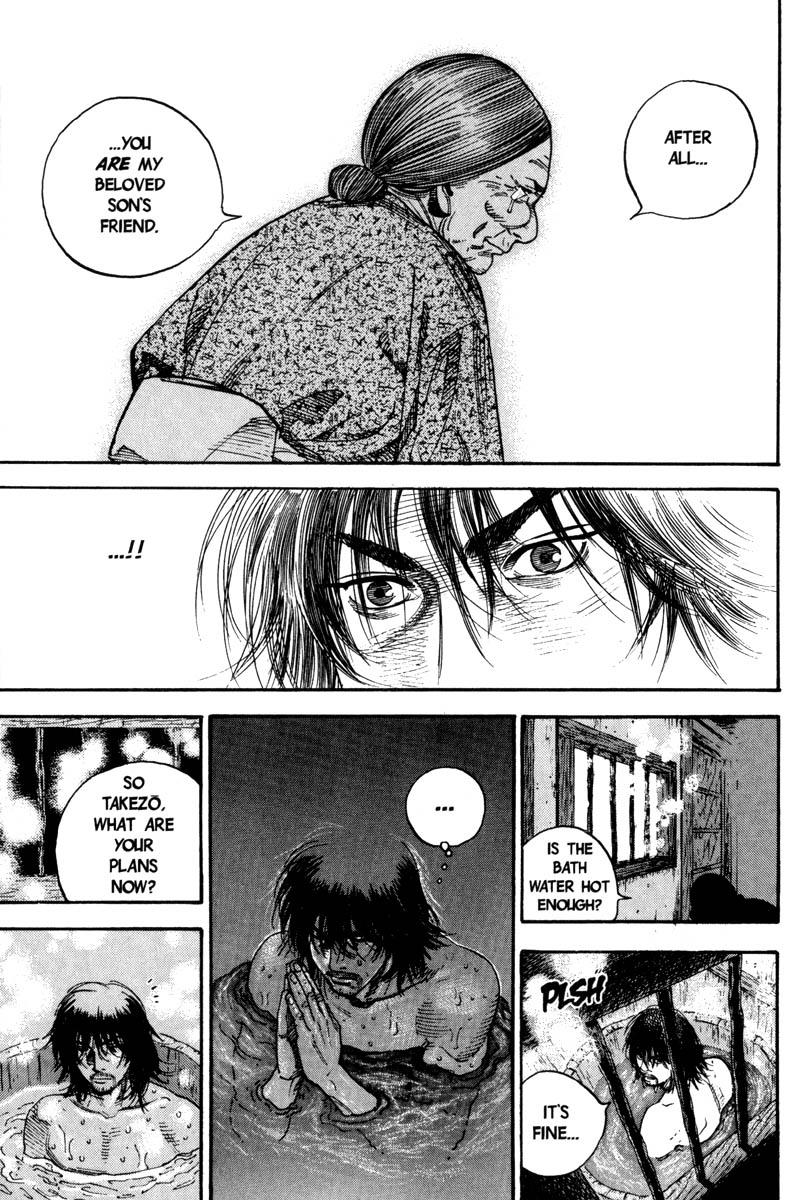 AFTER
ALL...
...YOU
ARE MY
BELOVED
SON'S
FRIEND.
...!!
IS THE
BATH
WATER HOT
ENOUGH?
PLSH
IT'S
FINE...
...
SO
TAKEZŌ,
WHAT ARE
YOUR
PLANS
NOW?